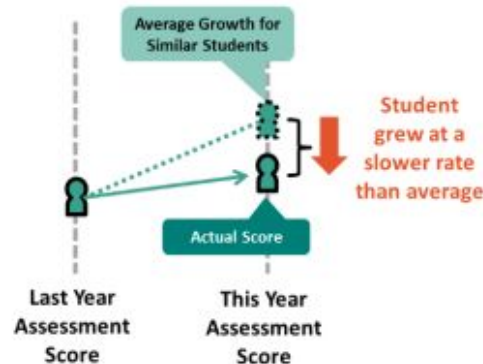 Average Growth for
Similar Students
Student
grew at a
slower rate
than average
Actual Score
Last Year
Assessment
Score
This Year
Assessment
Score